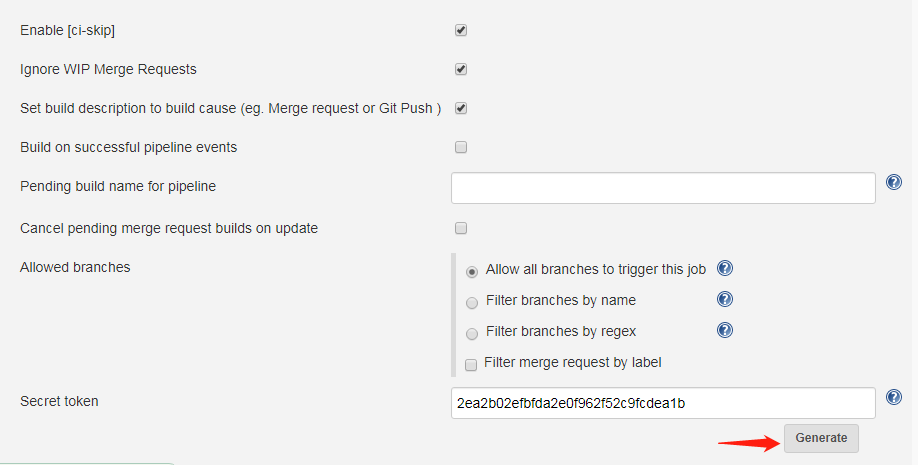 Enable [ci-skip]
Ignore WIP Merge Requests
Set build description to build cause (eg. Merge request or Git Push )
Build on successful pipeline events
Pending build name for pipeline
Cancel pending merge request builds on update
Allowed branches
Allow all branches to trigger this job
Filter branches by name
Filter branches by regex
Filter merge request by label
Secret token
2ea2b02efbfda2e0f962f52c9fcdea1b
Generate